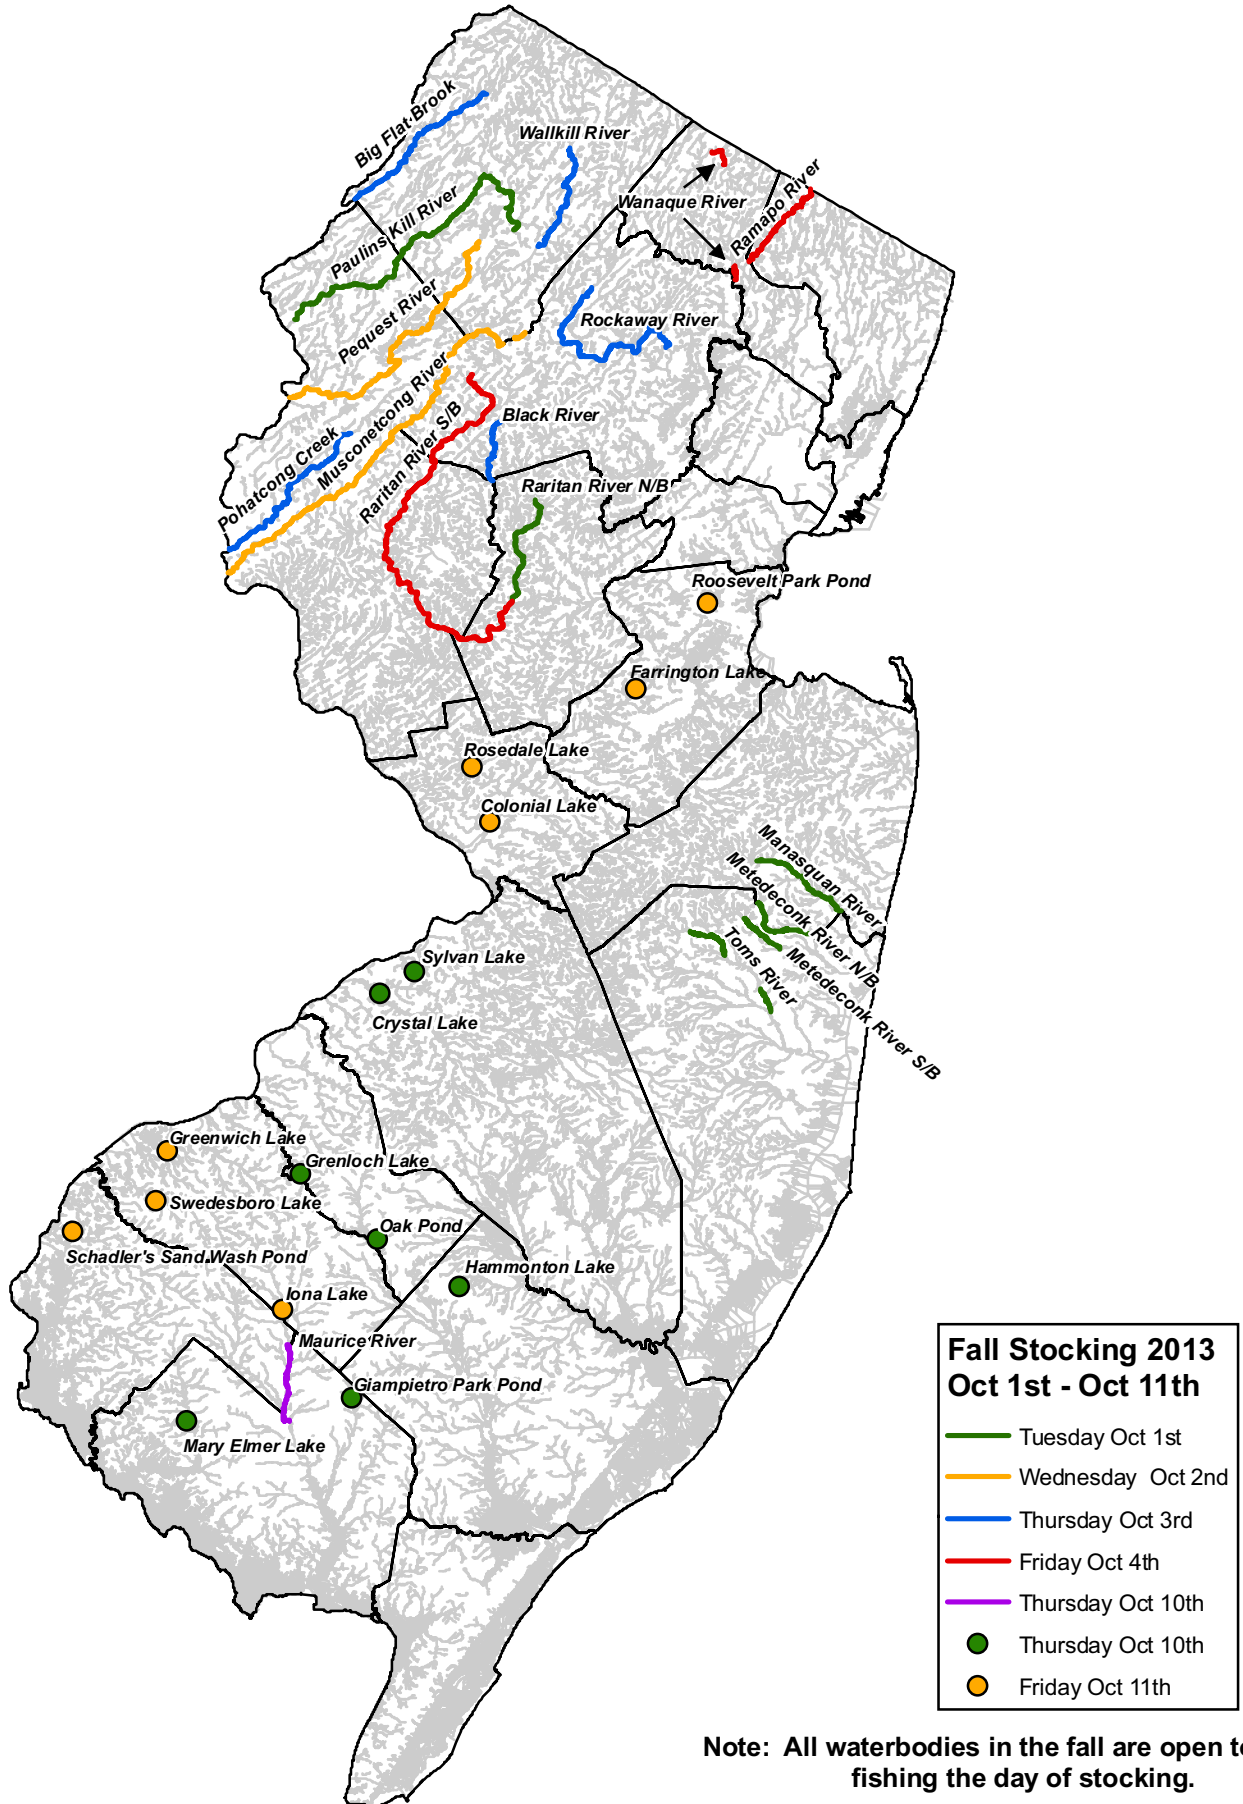 Big Flat Brook
Wallkill River
Paulins Kill River
Wanaque River
Ramapo River
Pequest River
Rockaway River
Musconetcong River
Pohatcong Creek
Raritan River S/B
Black River
Raritan River N/B
Roosevelt Park Pond
Farrington Lake
Rosedale Lake
Colonial Lake
Manasquan River
Metedeconk River N/B
Metedeconk River S/B
Toms River
Sylvan Lake
Crystal Lake
Greenwich Lake
Grenloch Lake
Swedesboro Lake
Oak Pond
Schadler's Sand Wash Pond
Hammonton Lake
Iona Lake
Maurice River
Giampietro Park Pond
Mary Elmer Lake
Fall Stocking 2013
Oct 1st - Oct 11th
Tuesday Oct 1st
Wednesday Oct 2nd
Thursday Oct 3rd
Friday Oct 4th
Thursday Oct 10th
Thursday Oct 10th
Friday Oct 11th
Note: All waterbodies in the fall are open to
fishing the day of stocking.